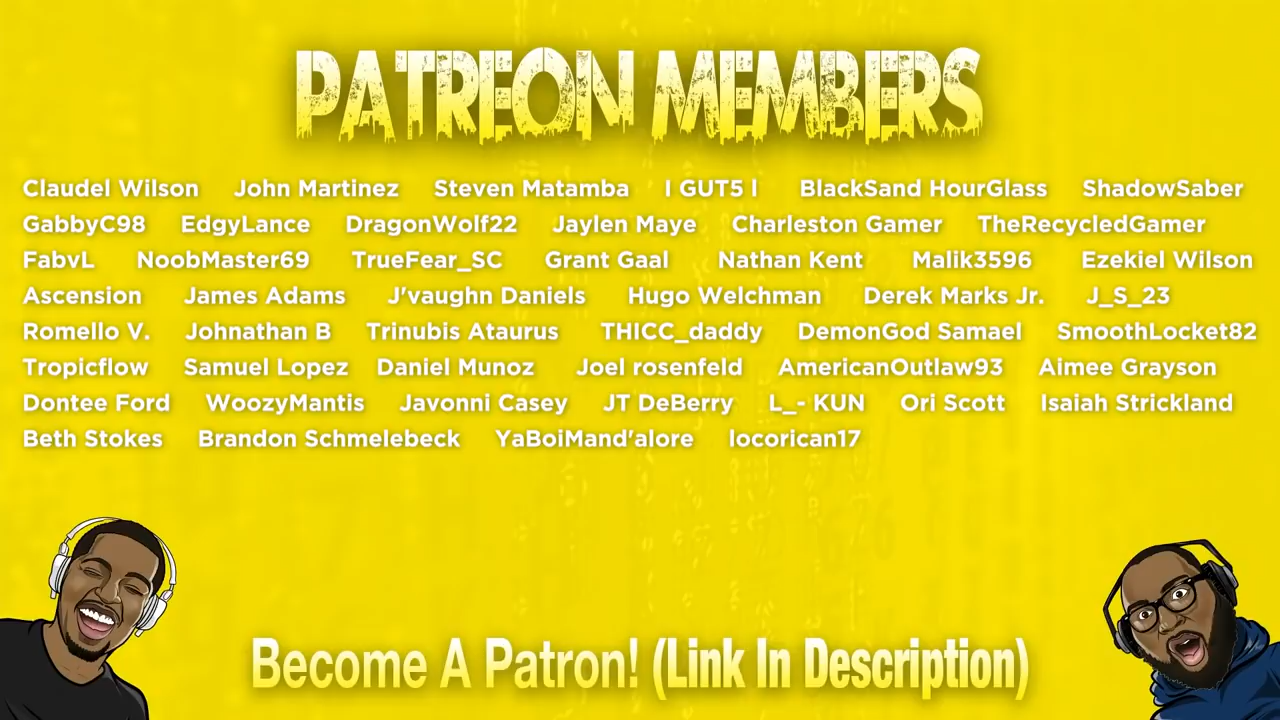 PATREON MEMBERS
Claudel Wilson John Martinez Steven Matamba I GUT5 l BlackSand HourGlass ShadowSaber
GabbyC98 EdgyLance DragonWolf22 Jaylen Maye Charleston Gamer TheRecycledGamer
FabvL NoobMaster69 TrueFear_SC Grant Gaal Nathan Kent Malik3596 Ezekiel Wilson
Ascension James Adams J'vaughn Daniels Hugo Welchman Derek Marks Jr. J_S_23
Romello V. Johnathan B Trinubis Ataurus THICC_daddy DemonGod Samael SmoothLocket82
Tropicflow Samuel Lopez Daniel Munoz Joel rosenfeld AmericanOutlaw93 Aimee Grayson
Dontee Ford WoozyMantis Javonni Casey JT DeBerry L_- KUN Ori Scott Isaiah Strickland
Beth Stokes Brandon Schmelebeck YaBoiMand'alore locorican17
Become A Patron! (Link In Description)